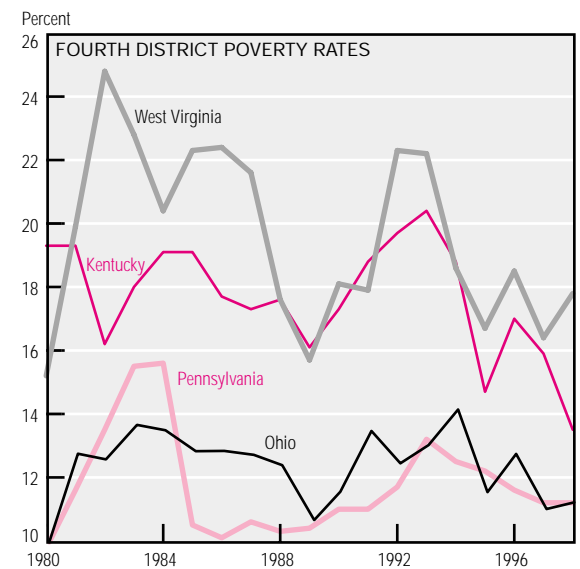 Percent
26
FOURTH DISTRICT POVERTY RATES
24
West Virginia
22
20
Kentucky
18
16
Pennsylvania
14
Ohio
12
10
1980 1984 1988 1992 1996